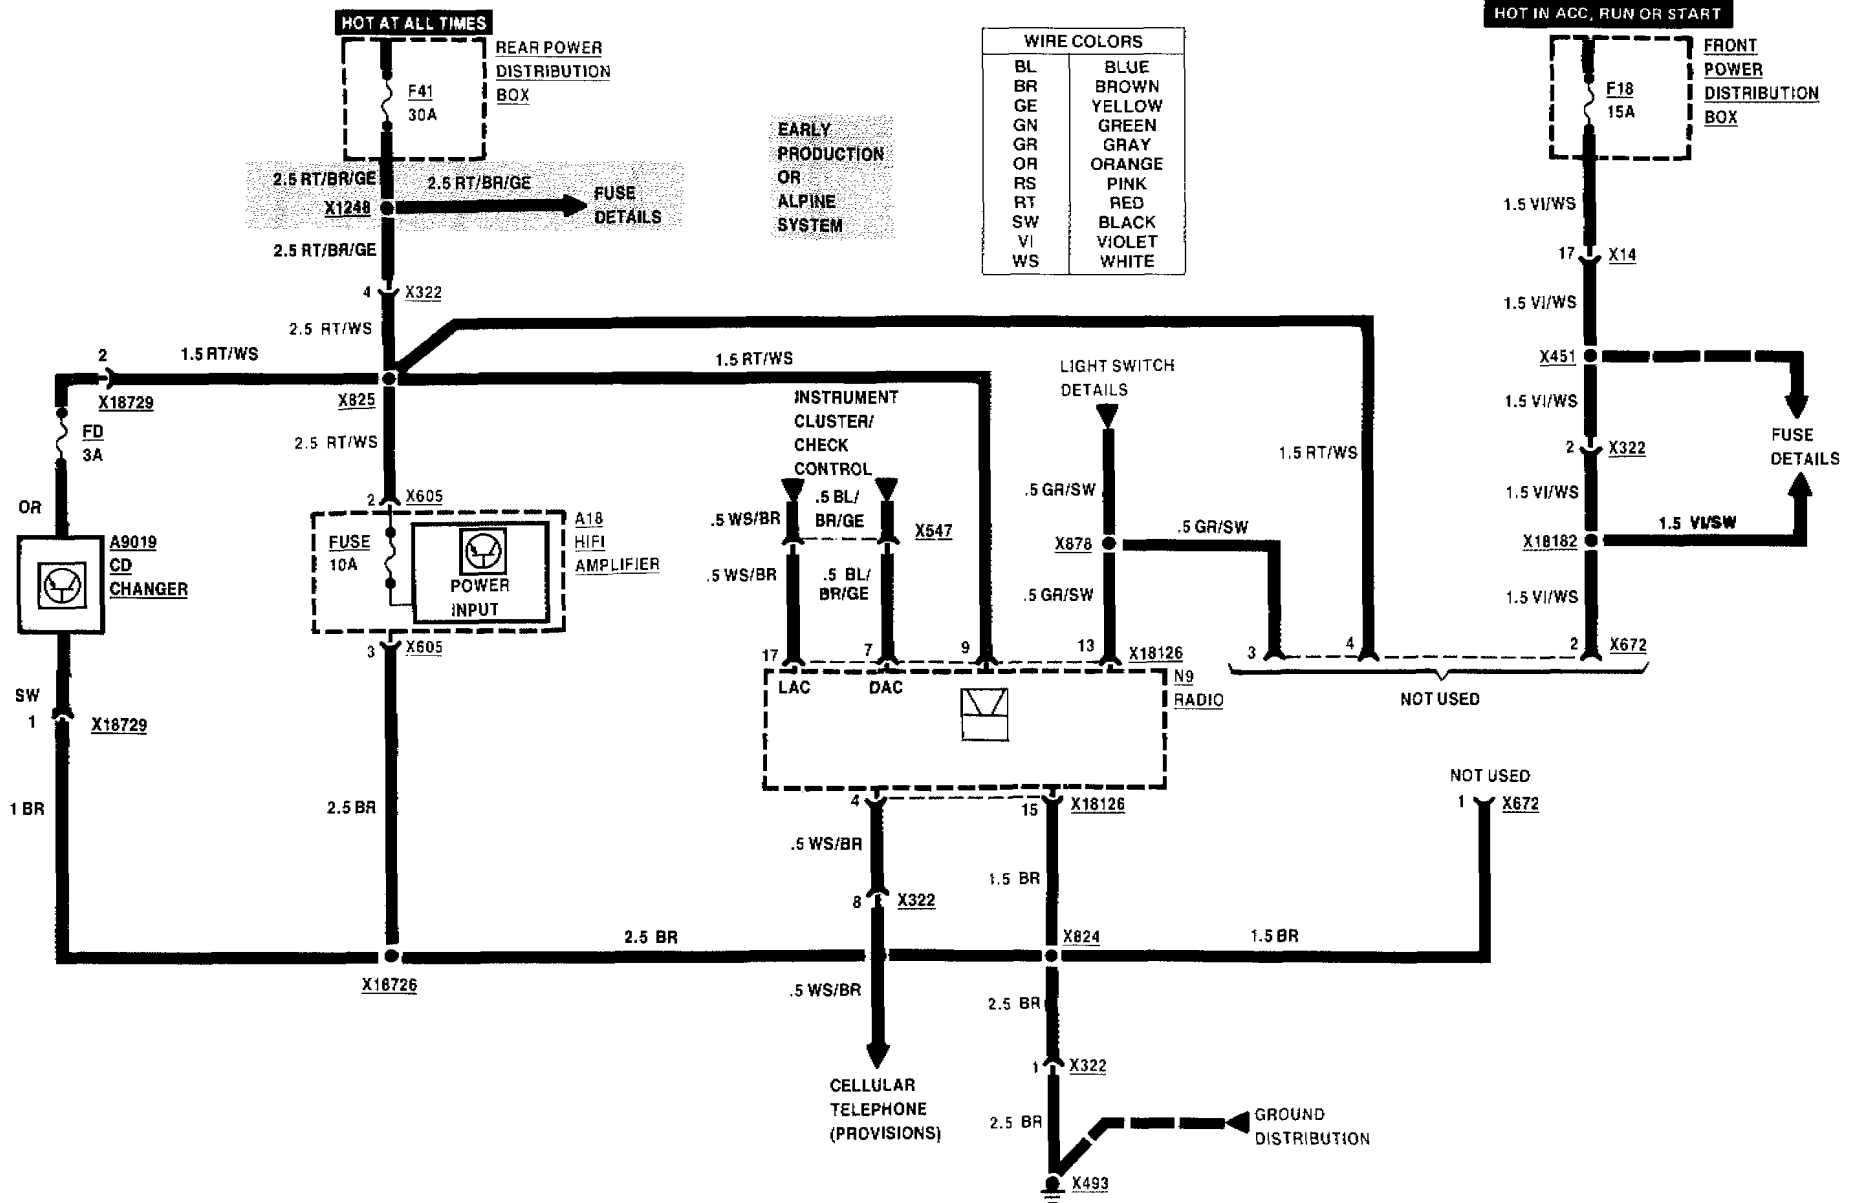 HOT AT ALL TIMES
REAR POWER
DISTRIBUTION
BOX
F41
30A
2.5 RT/BR/GE
2.5 RT/BR/GE
X1248
FUSE
DETAILS
2.5 RT/BR/GE
4
X322
2.5 RT/WS
EARLY
PRODUCTION
OR
ALPINE
SYSTEM
WIRE COLORS
BL BLUE
BR BROWN
GE YELLOW
GN GREEN
GR GRAY
OR ORANGE
RS PINK
RT RED
SW BLACK
VI VIOLET
WS WHITE
HOT IN ACC, RUN OR START
FRONT
POWER
DISTRIBUTION
BOX
F18
15A
1.5 VI/WS
17
X14
1.5 VI/WS
X451
1.5 VI/WS
FUSE
DETAILS
2
X322
1.5 VI/WS
1.5 VI/SW
X18182
1.5 VI/WS
2
X672
2
1.5 RT/WS
X18729
FD
3A
X825
1.5 RT/WS
2.5 RT/WS
2
X605
OR
A9019
CD
CHANGER
FUSE
10A
POWER
INPUT
A18
HIFI
AMPLIFIER
3
X605
SW
1
X18729
1 BR
2.5 BR
INSTRUMENT
CLUSTER/
CHECK
CONTROL
.5 WS/BR
.5 BL/
BR/GE
X547
.5 WS/BR
.5 BL/
BR/GE
LIGHT SWITCH
DETAILS
.5 GR/SW
X878
.5 GR/SW
.5 GR/SW
1.5 RT/WS
17
7
9
13
X18126
3
4
NOT USED
LAC
DAC
N9
RADIO
4
15
X18126
NOT USED
1
X672
.5 WS/BR
1.5 BR
8
X322
2.5 BR
X824
1.5 BR
X18726
.5 WS/BR
2.5 BR
1
X322
CELLULAR
TELEPHONE
(PROVISIONS)
2.5 BR
GROUND
DISTRIBUTION
X493